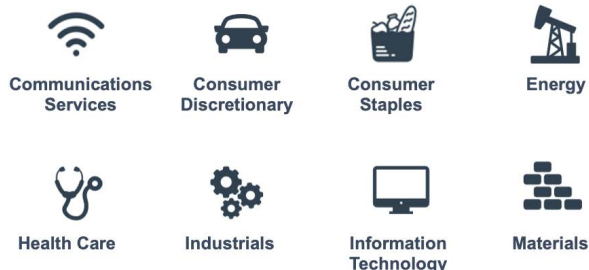 Communications Services
Consumer Discretionary
Consumer Staples
Energy
Health Care
Industrials
Information Technology
Materials